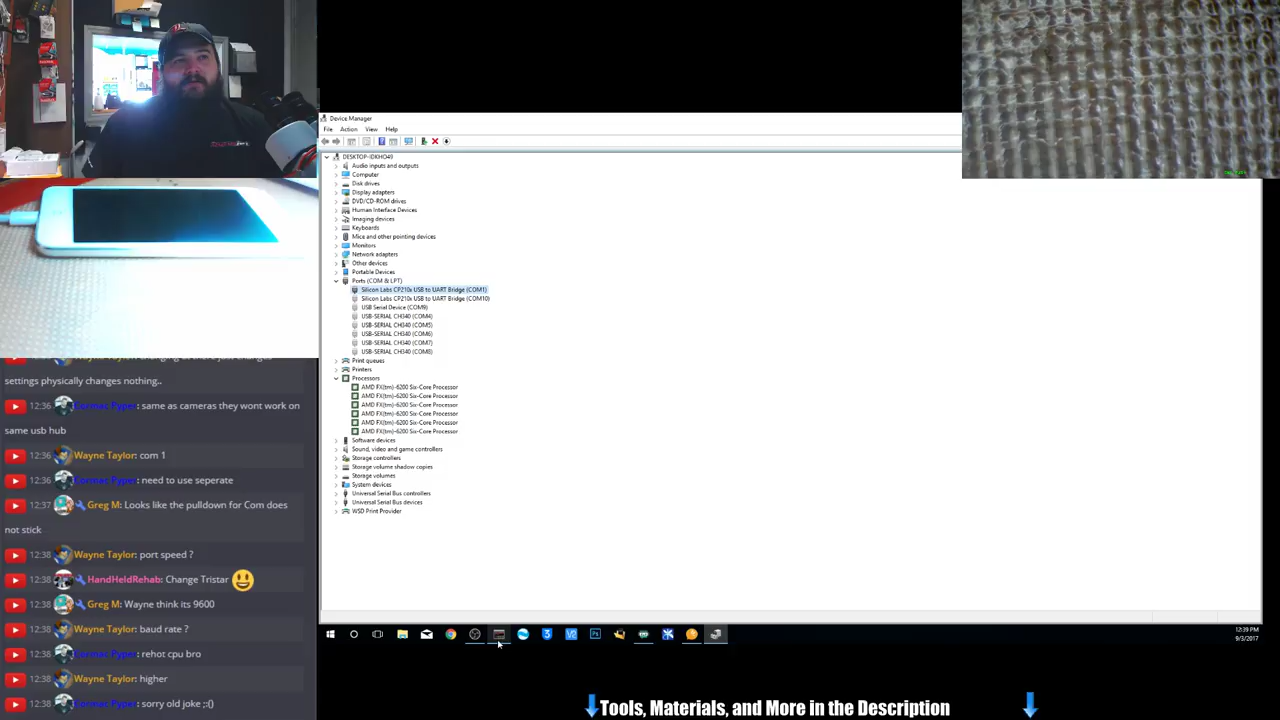 Device Manager
File Action View Help
DESKTOP-IDKHO49
Audio inputs and outputs
Computer
Disk drives
Display adapters
DVD/CD-ROM drives
Human Interface Devices
Imaging devices
Keyboards
Mice and other pointing devices
Monitors
Network adapters
Other devices
Portable Devices
Ports (COM & LPT)
Silicon Labs CP210x USB to UART Bridge (COM1)
Silicon Labs CP210x USB to UART Bridge (COM10)
USB Serial Device (COM9)
USB-SERIAL CH340 (COM4)
USB-SERIAL CH340 (COM5)
USB-SERIAL CH340 (COM6)
USB-SERIAL CH340 (COM7)
USB-SERIAL CH340 (COM8)
Print queues
Printers
Processors
AMD FX(tm)-6200 Six-Core Processor
AMD FX(tm)-6200 Six-Core Processor
AMD FX(tm)-6200 Six-Core Processor
AMD FX(tm)-6200 Six-Core Processor
AMD FX(tm)-6200 Six-Core Processor
AMD FX(tm)-6200 Six-Core Processor
Software devices
Sound, video and game controllers
Storage controllers
Storage volume shadow copies
Storage volumes
System devices
Universal Serial Bus controllers
Universal Serial Bus devices
WSD Print Provider
settings physically changes nothing..
12:36 Cormac Pyper: same as cameras they wont work on
same usb hub
12:36 Wayne Taylor: com 1
12:36 Cormac Pyper: need to use seperate
12:37 Greg M: Looks like the pulldown for Com does
not stick
12:38 Wayne Taylor: port speed ?
12:38 HandHeldRehab: Change Tristar
12:38 Greg M: Wayne think its 9600
12:38 Wayne Taylor: baud rate ?
12:38 Cormac Pyper: rehot cpu bro
12:38 Wayne Taylor: higher
12:38 Cormac Pyper: sorry old joke ;:()
12:39 PM
9/3/2017
Tools, Materials, and More in the Description